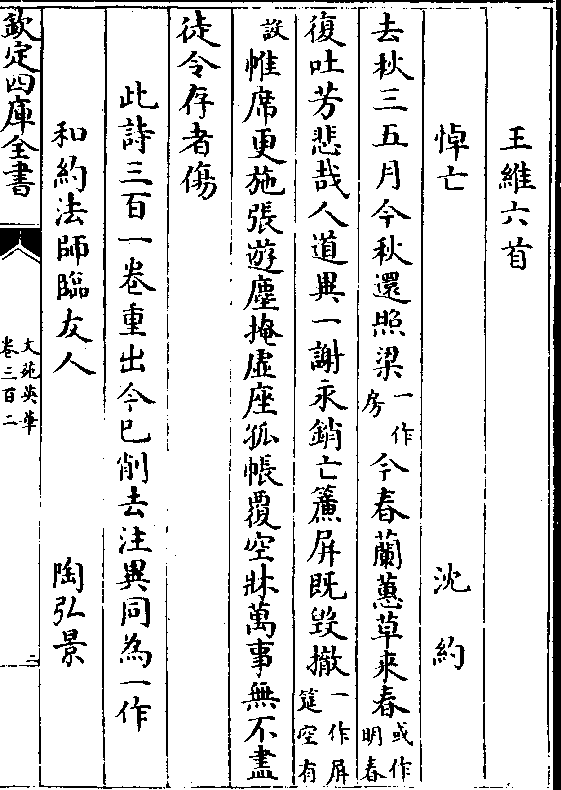 王維六首
悼亡 沈約
去秋三五月今秋還照梁一作房今春蘭蕙草來春或作明春
復吐芳悲哉人道異一謝永銷亡簾屏既毀撤一作屏筵空有
設帷席更施張遊塵掩虛座孤帳覆空牀萬事無不盡
徒令存者傷
此詩三百一卷重出今已削去注異同為一作
和約法師臨友人 陶弘景
欽定四庫全書
文苑英華
卷三百二